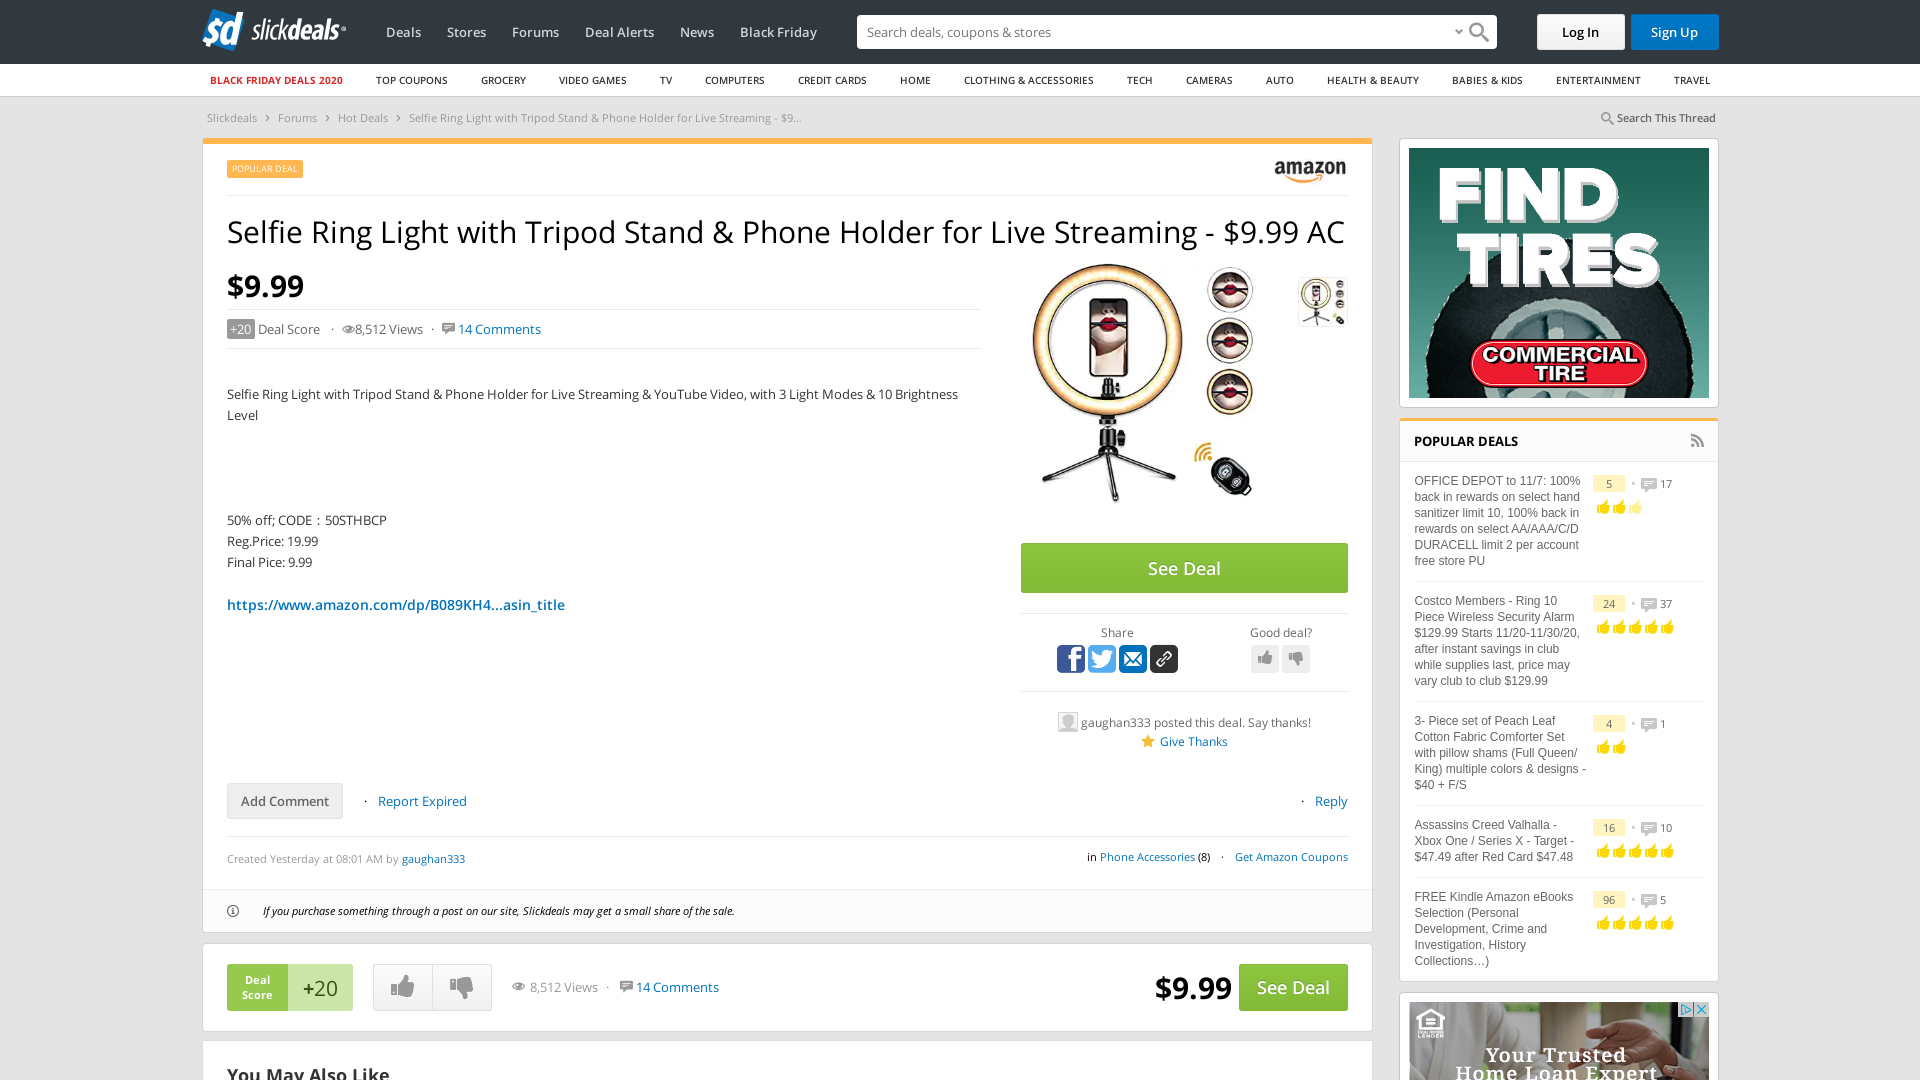 slickdeals
Deals
Stores
Forums
Deal Alerts
News
Black Friday
Search deals, coupons & stores
Log In
Sign Up
BLACK FRIDAY DEALS 2020
TOP COUPONS
GROCERY
VIDEO GAMES
TV
COMPUTERS
CREDIT CARDS
HOME
CLOTHING & ACCESSORIES
TECH
CAMERAS
AUTO
HEALTH & BEAUTY
BABIES & KIDS
ENTERTAINMENT
TRAVEL
Slickdeals › Forums › Hot Deals › Selfie Ring Light with Tripod Stand & Phone Holder for Live Streaming - $9...
Search This Thread
POPULAR DEAL
amazon
Selfie Ring Light with Tripod Stand & Phone Holder for Live Streaming - $9.99 AC
$9.99
+20 Deal Score · 8,512 Views · 14 Comments
Selfie Ring Light with Tripod Stand & Phone Holder for Live Streaming & YouTube Video, with 3 Light Modes & 10 Brightness
Level
50% off; CODE：50STHBCP
Reg.Price: 19.99
Final Pice: 9.99
https://www.amazon.com/dp/B089KH4...asin_title
See Deal
Share
Good deal?
gaughan333 posted this deal. Say thanks!
Give Thanks
Add Comment · Report Expired
· Reply
Created Yesterday at 08:01 AM by gaughan333
in Phone Accessories (8) · Get Amazon Coupons
If you purchase something through a post on our site, Slickdeals may get a small share of the sale.
Deal
Score
+20
8,512 Views · 14 Comments
$9.99
See Deal
You May Also Like
FIND
TIRES
COMMERCIAL
TIRE
POPULAR DEALS
OFFICE DEPOT to 11/7: 100%
back in rewards on select hand
sanitizer limit 10, 100% back in
rewards on select AA/AAA/C/D
DURACELL limit 2 per account
free store PU
5 • 17
Costco Members - Ring 10
Piece Wireless Security Alarm
$129.99 Starts 11/20-11/30/20,
after instant savings in club
while supplies last, price may
vary club to club $129.99
24 • 37
3- Piece set of Peach Leaf
Cotton Fabric Comforter Set
with pillow shams (Full Queen/
King) multiple colors & designs -
$40 + F/S
4 • 1
Assassins Creed Valhalla -
Xbox One / Series X - Target -
$47.49 after Red Card $47.48
16 • 10
FREE Kindle Amazon eBooks
Selection (Personal
Development, Crime and
Investigation, History
Collections…)
96 • 5
Your Trusted
Home Loan Expert